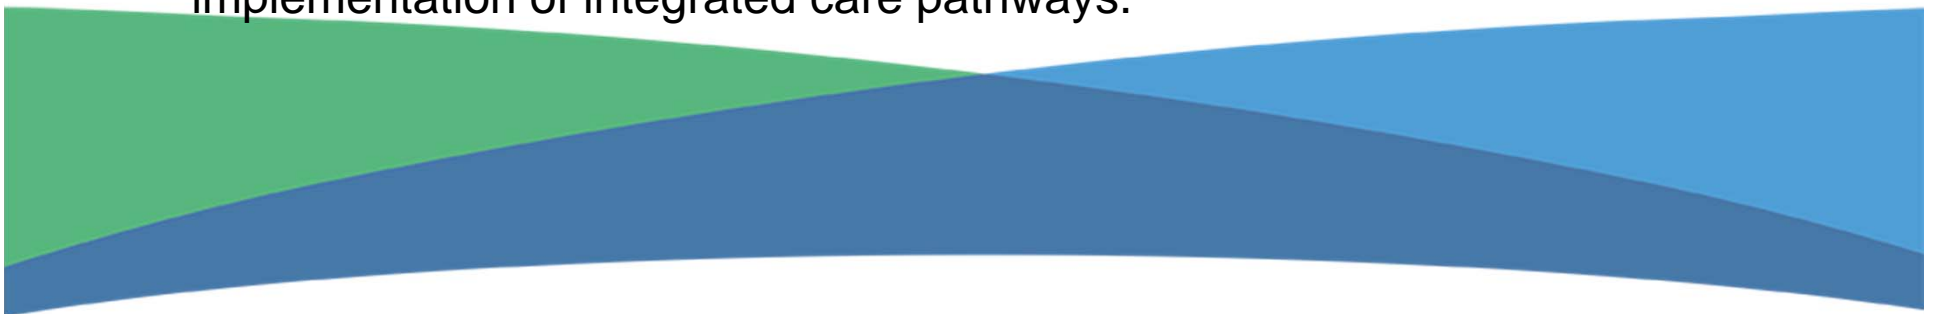 implementation of integrated care pathways.